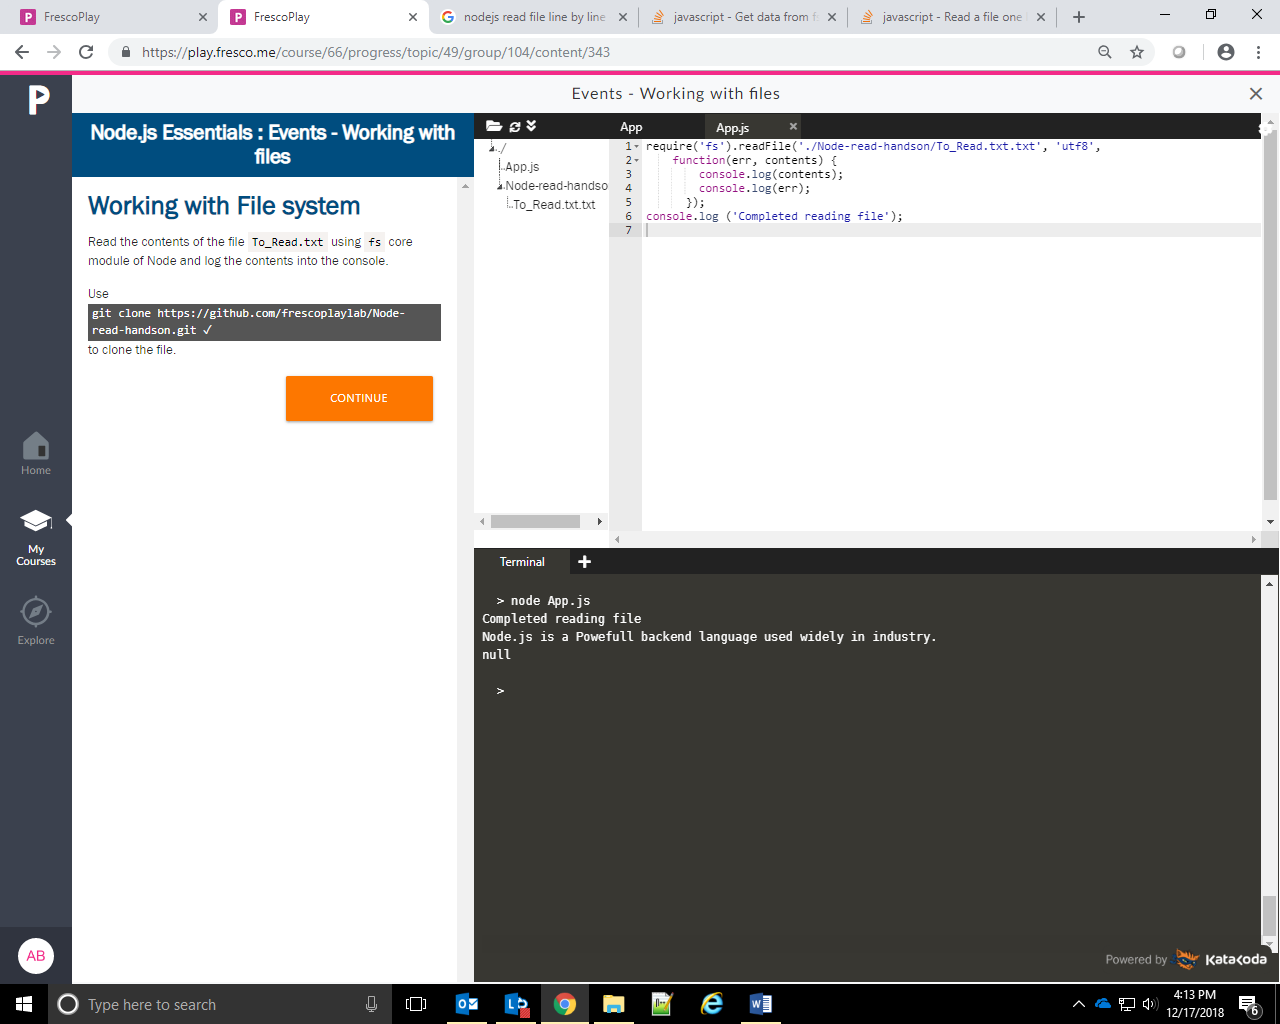 FrescoPlay
FrescoPlay
nodejs read file line by line
javascript - Get data from f
javascript - Read a file one
https://play.fresco.me/course/66/progress/topic/49/group/104/content/343
Events - Working with files
Node.js Essentials : Events - Working with
files
Working with File system
Read the contents of the file To_Read.txt using fs core
module of Node and log the contents into the console.
Use
git clone https://github.com/frescoplaylab/Node-
read-handson.git ✓
to clone the file.
CONTINUE
Home
My
Courses
Explore
AB
./
App.js
Node-read-handso
To_Read.txt.txt
App
App.js
1 require('fs').readFile('./Node-read-handson/To_Read.txt.txt', 'utf8',
2 function(err, contents) {
3 console.log(contents);
4 console.log(err);
5 });
6 console.log ('Completed reading file');
7
Terminal
> node App.js
Completed reading file
Node.js is a Powefull backend language used widely in industry.
null
>
Powered by Katacoda
Type here to search
4:13 PM
12/17/2018
6